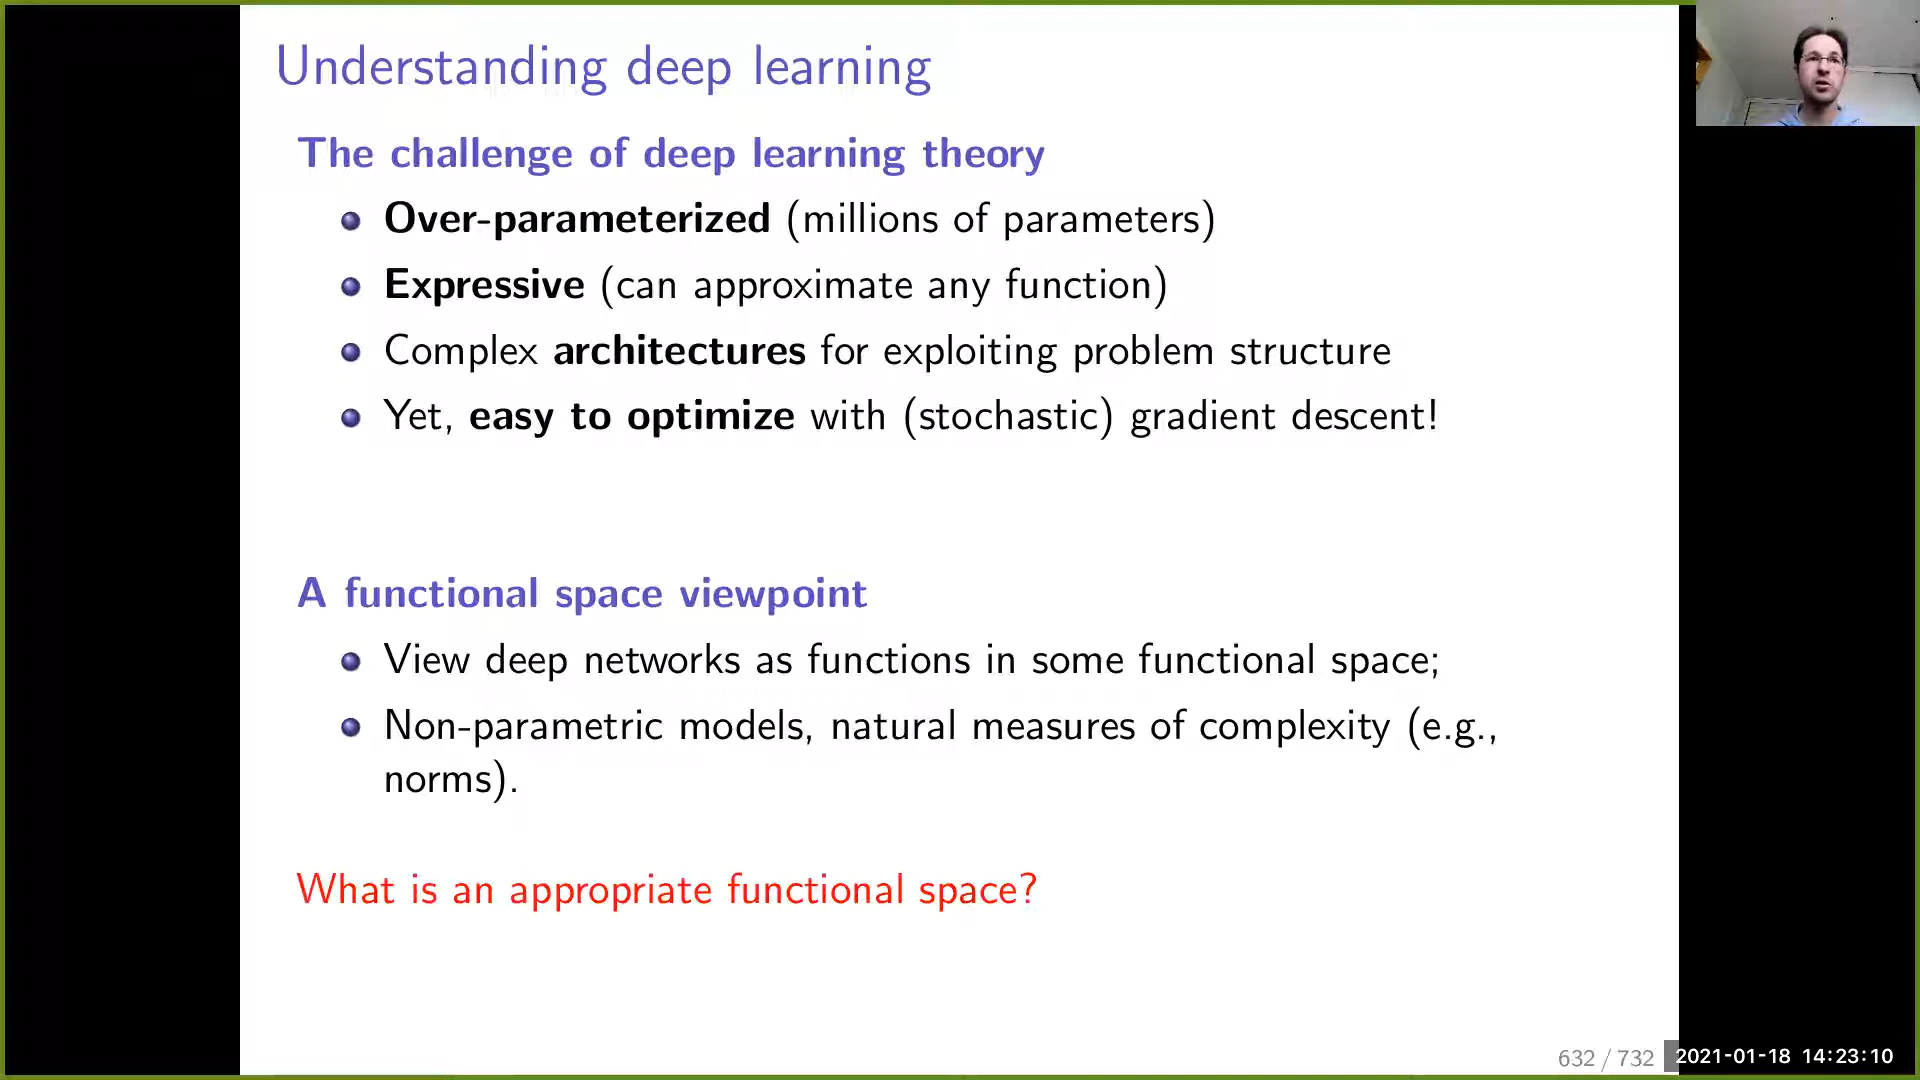 Understanding deep learning
The challenge of deep learning theory
Over-parameterized (millions of parameters)
Expressive (can approximate any function)
Complex architectures for exploiting problem structure
Yet, easy to optimize with (stochastic) gradient descent!
A functional space viewpoint
View deep networks as functions in some functional space;
Non-parametric models, natural measures of complexity (e.g.,
norms).
What is an appropriate functional space?
632 / 732
2021-01-18 14:23:10